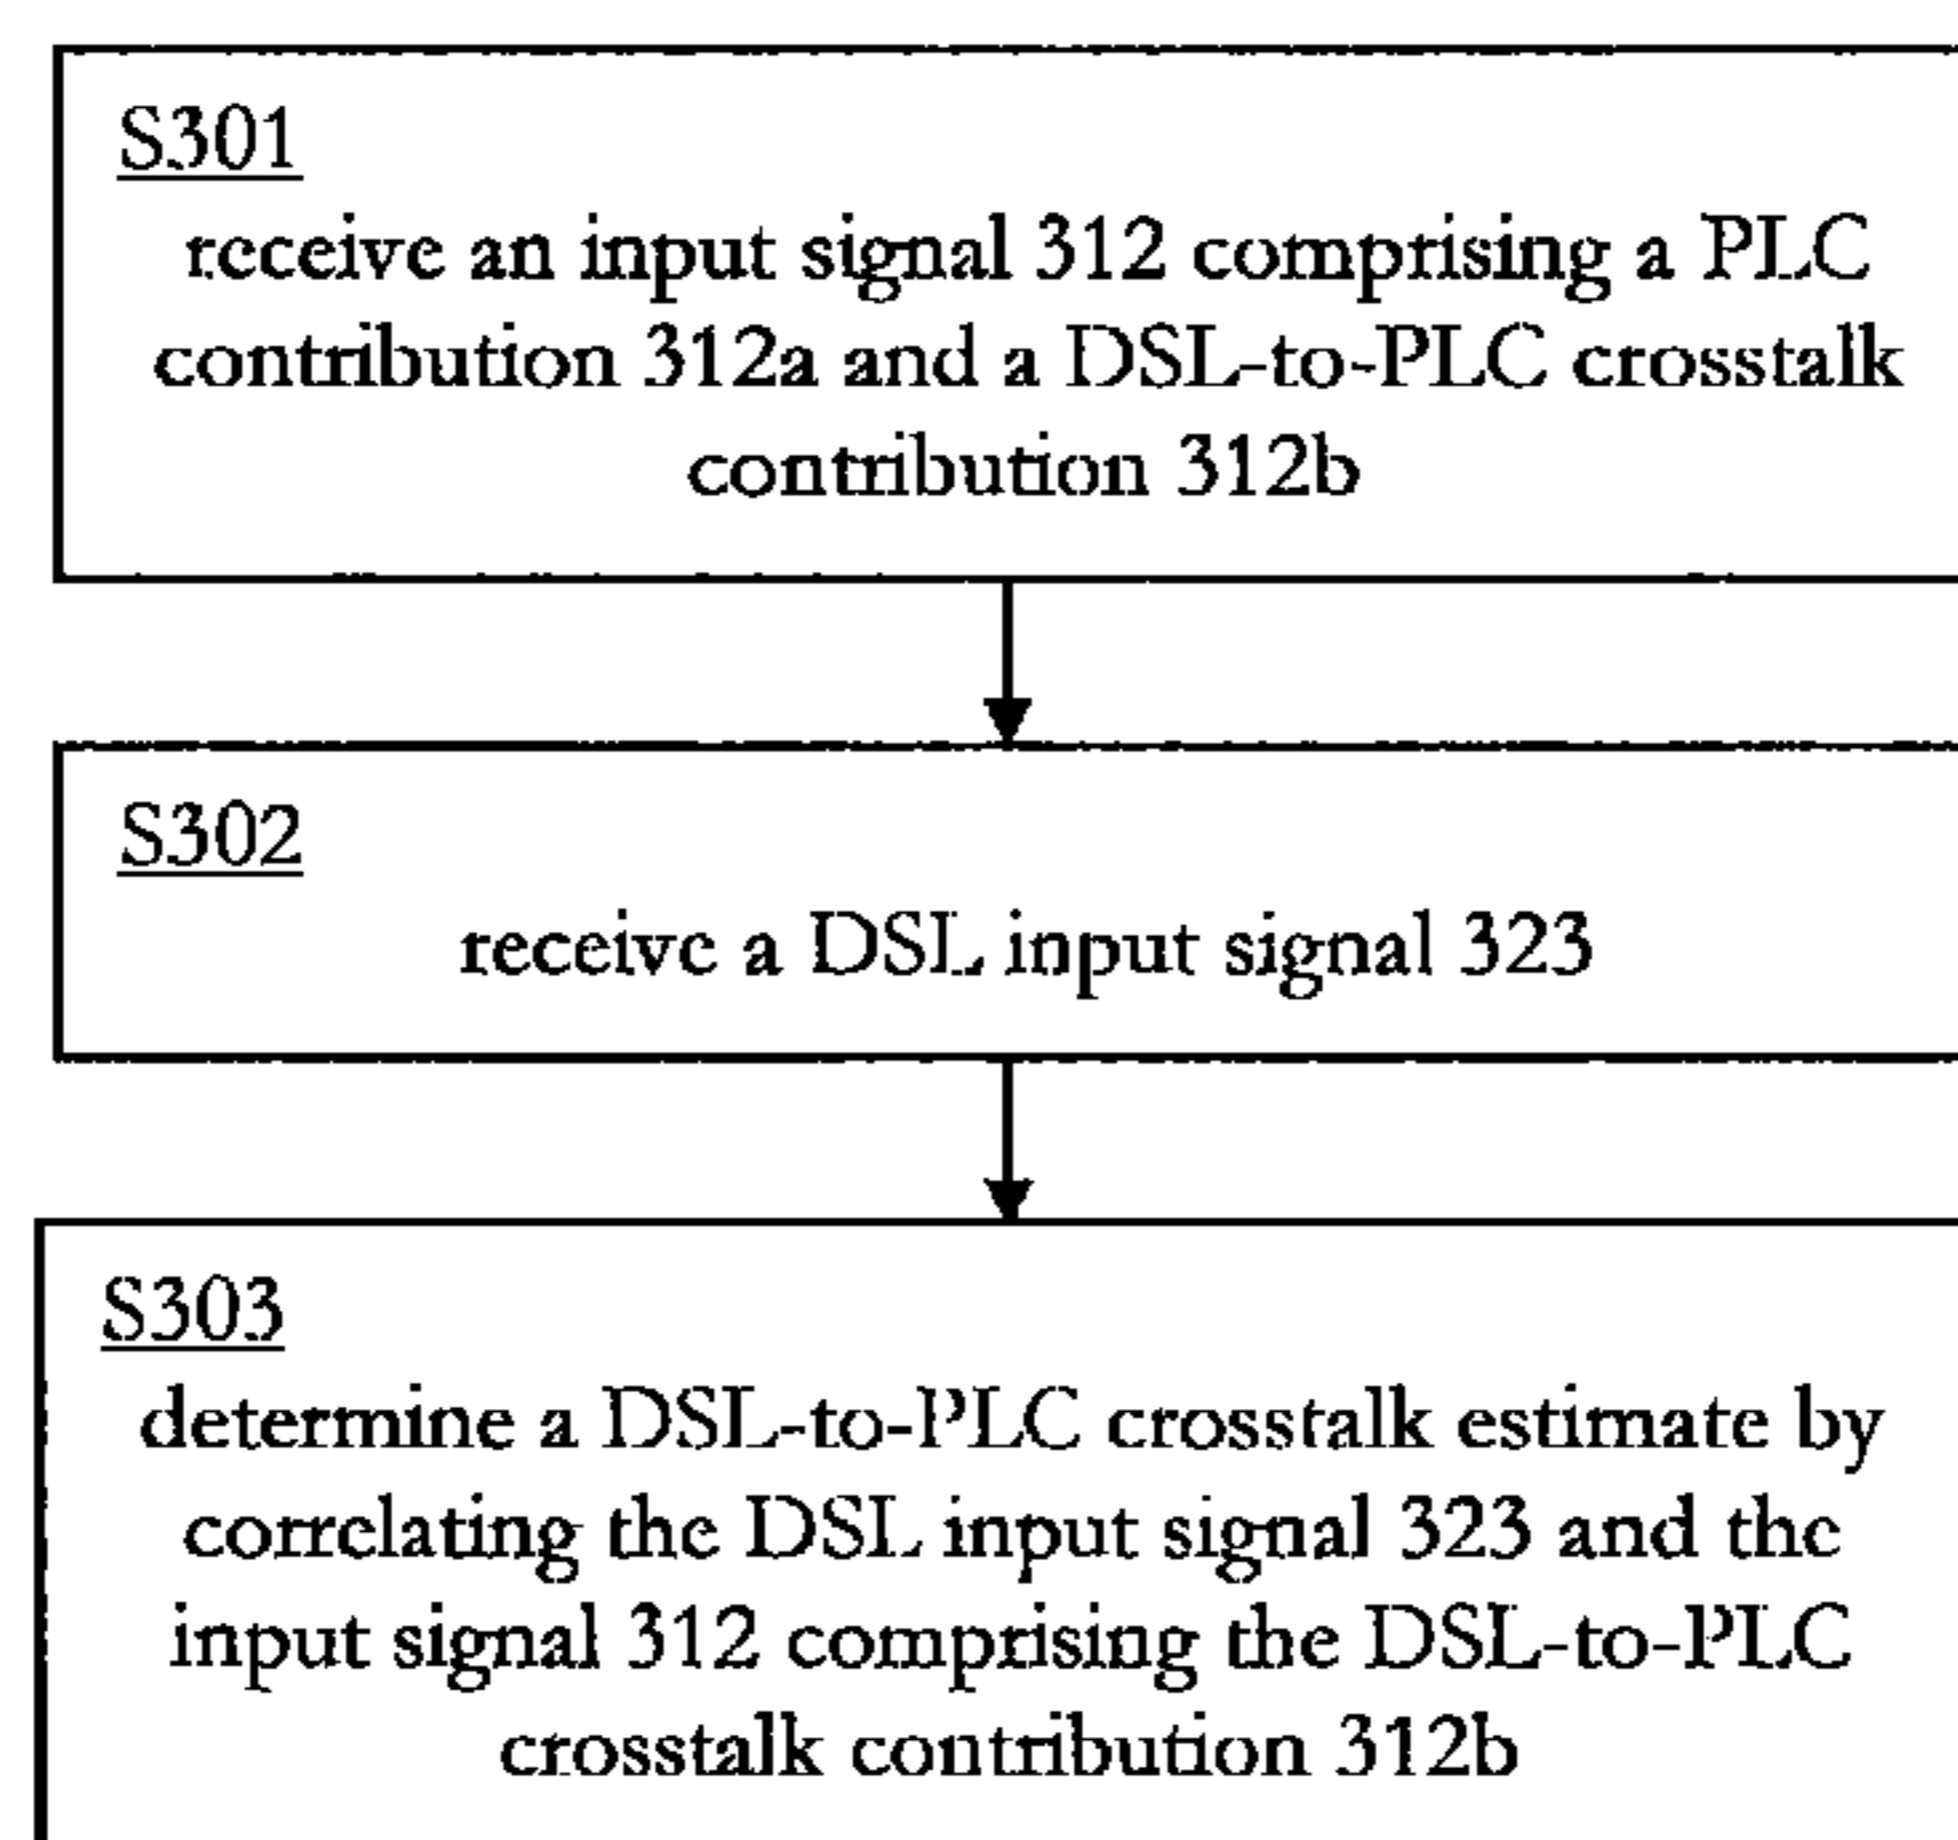 S301
receive an input signal 312 comprising a PLC
contribution 312a and a DSL-to-PLC crosstalk
contribution 312b
S302
receive a DSL input signal 323
S303
determine a DSL-to-PLC crosstalk estimate by
correlating the DSL input signal 323 and the
input signal 312 comprising the DSL-to-PLC
crosstalk contribution 312b